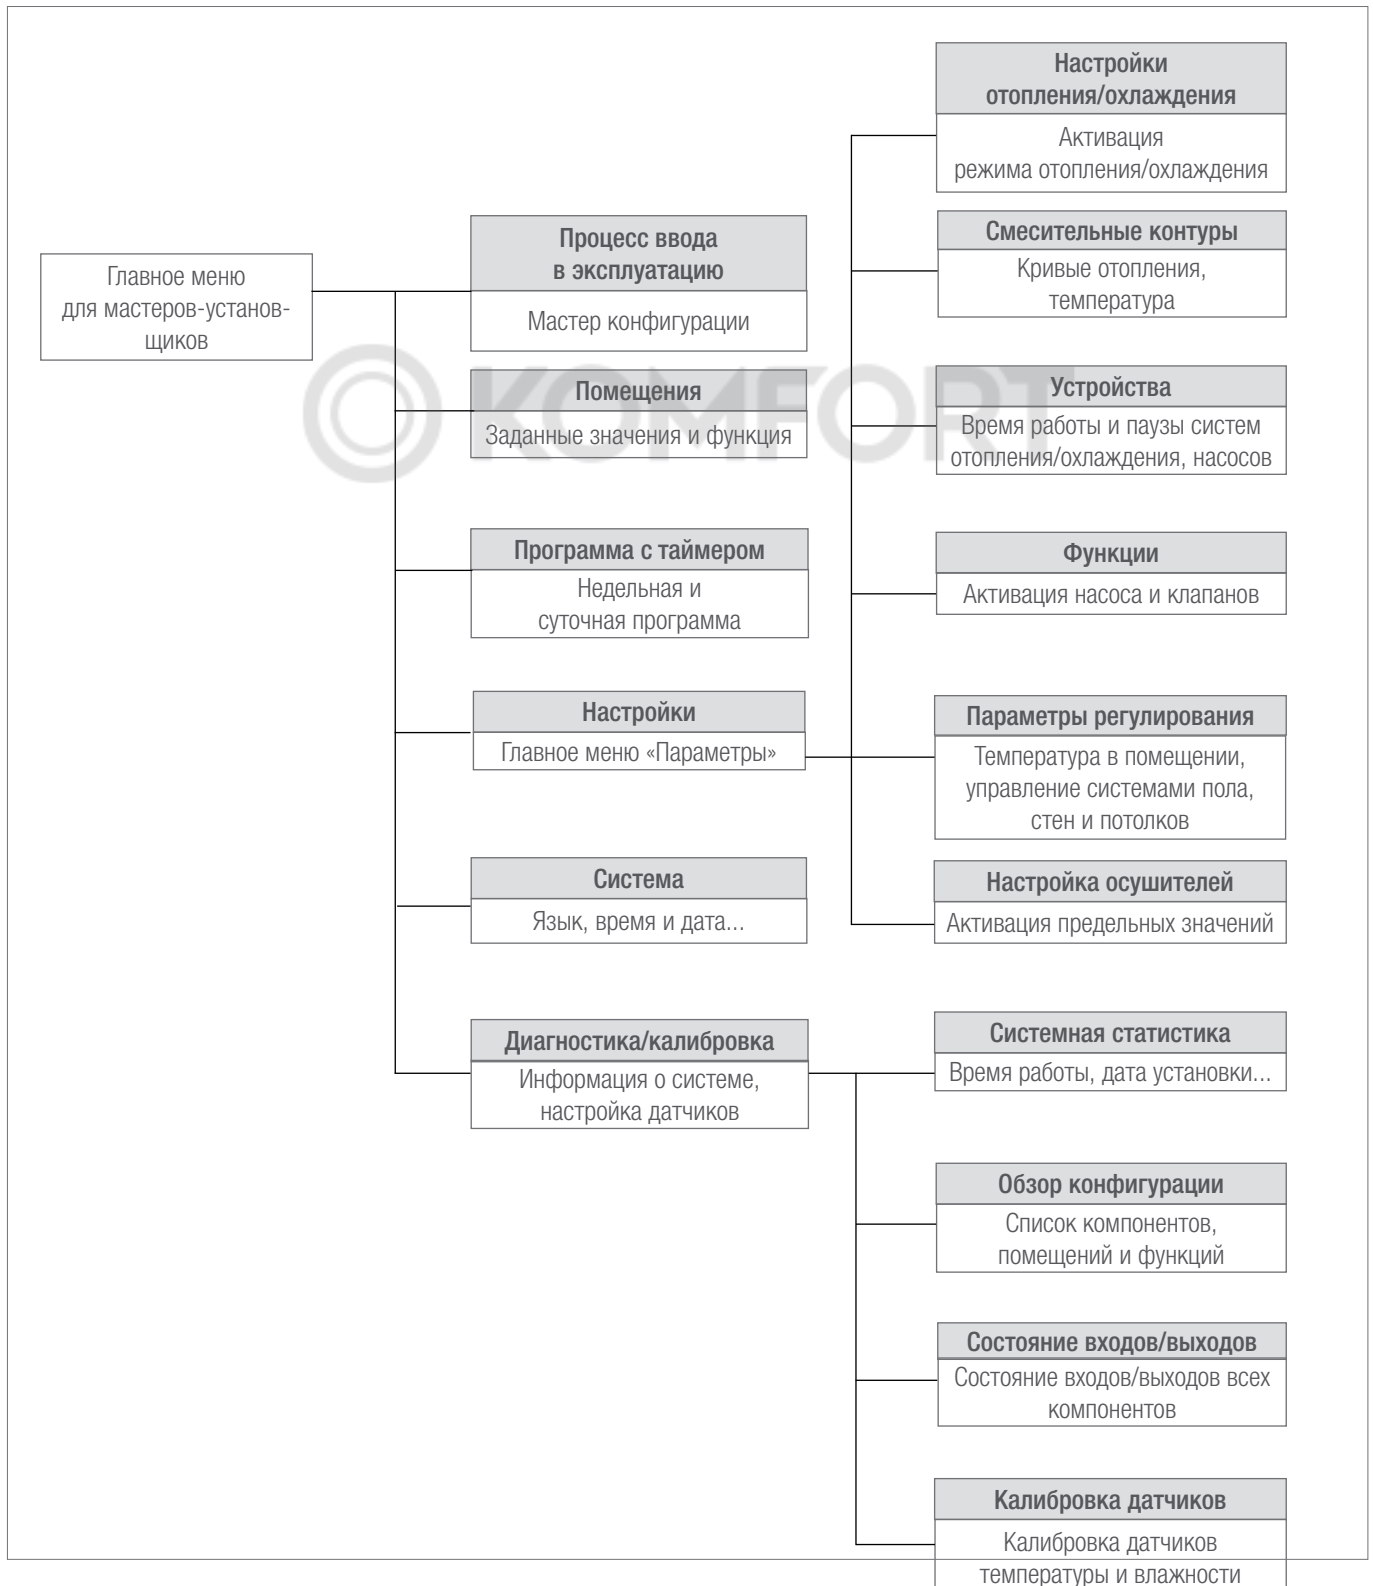 Главное меню
для мастеров-установ-
щиков
Процесс ввода
в эксплуатацию
Мастер конфигурации
Помещения
Заданные значения и функция
Программа с таймером
Недельная и
суточная программа
Настройки
Главное меню «Параметры»
Система
Язык, время и дата...
Диагностика/калибровка
Информация о системе,
настройка датчиков
Настройки
отопления/охлаждения
Активация
режима отопления/охлаждения
Смесительные контуры
Кривые отопления,
температура
Устройства
Время работы и паузы систем
отопления/охлаждения, насосов
Функции
Активация насоса и клапанов
Параметры регулирования
Температура в помещении,
управление системами пола,
стен и потолков
Настройка осушителей
Активация предельных значений
Системная статистика
Время работы, дата установки...
Обзор конфигурации
Список компонентов,
помещений и функций
Состояние входов/выходов
Состояние входов/выходов всех
компонентов
Калибровка датчиков
Калибровка датчиков
температуры и влажности
KOMFORT